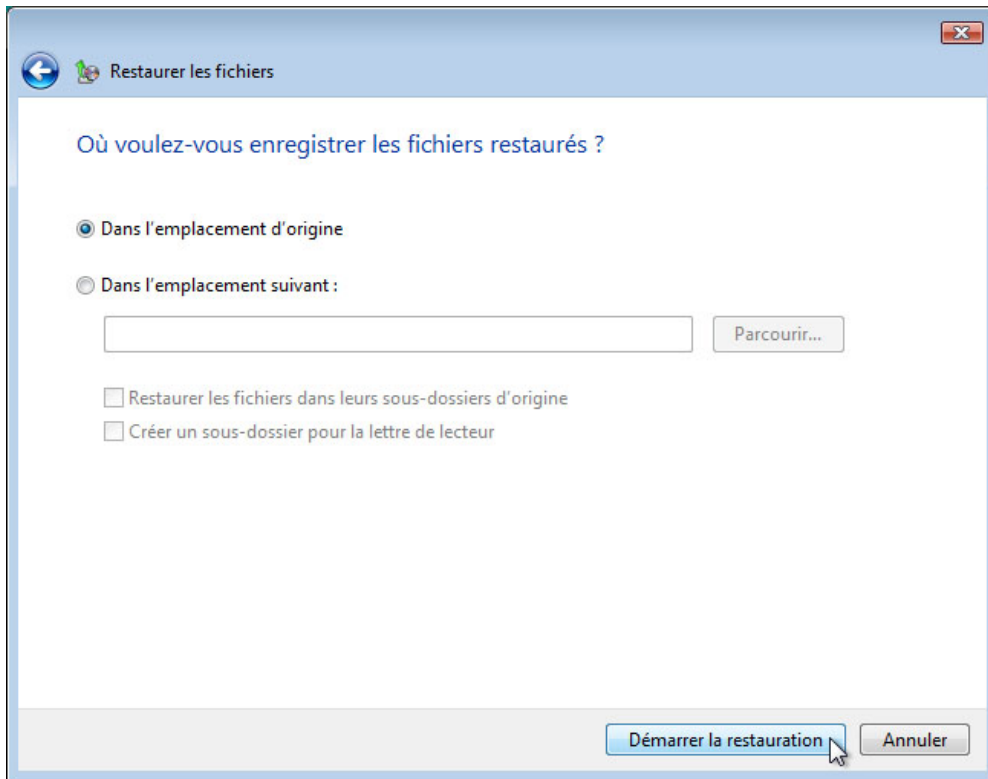 Restaurer les fichiers
Où voulez-vous enregistrer les fichiers restaurés ?
Dans l'emplacement d'origine
Dans l'emplacement suivant :
Parcourir...
Restaurer les fichiers dans leurs sous-dossiers d'origine
Créer un sous-dossier pour la lettre de lecteur
Démarrer la restauration Annuler